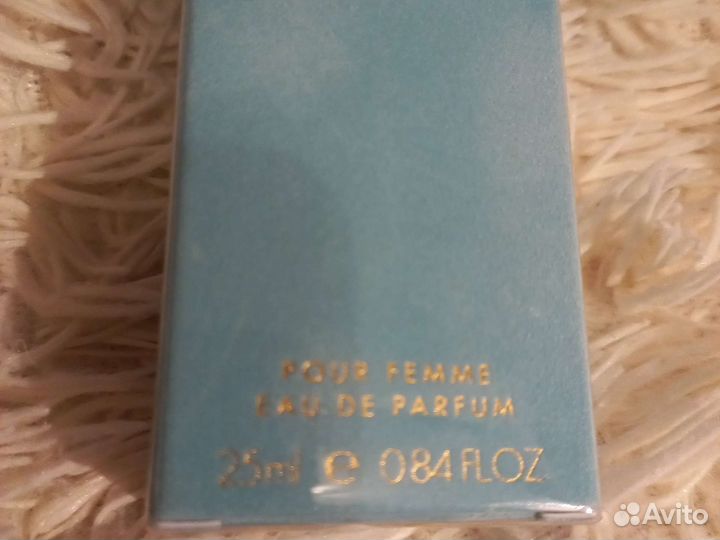 POUR FEMME
EAU DE PARFUM
25ml e 0.84 FL.OZ.
Avito